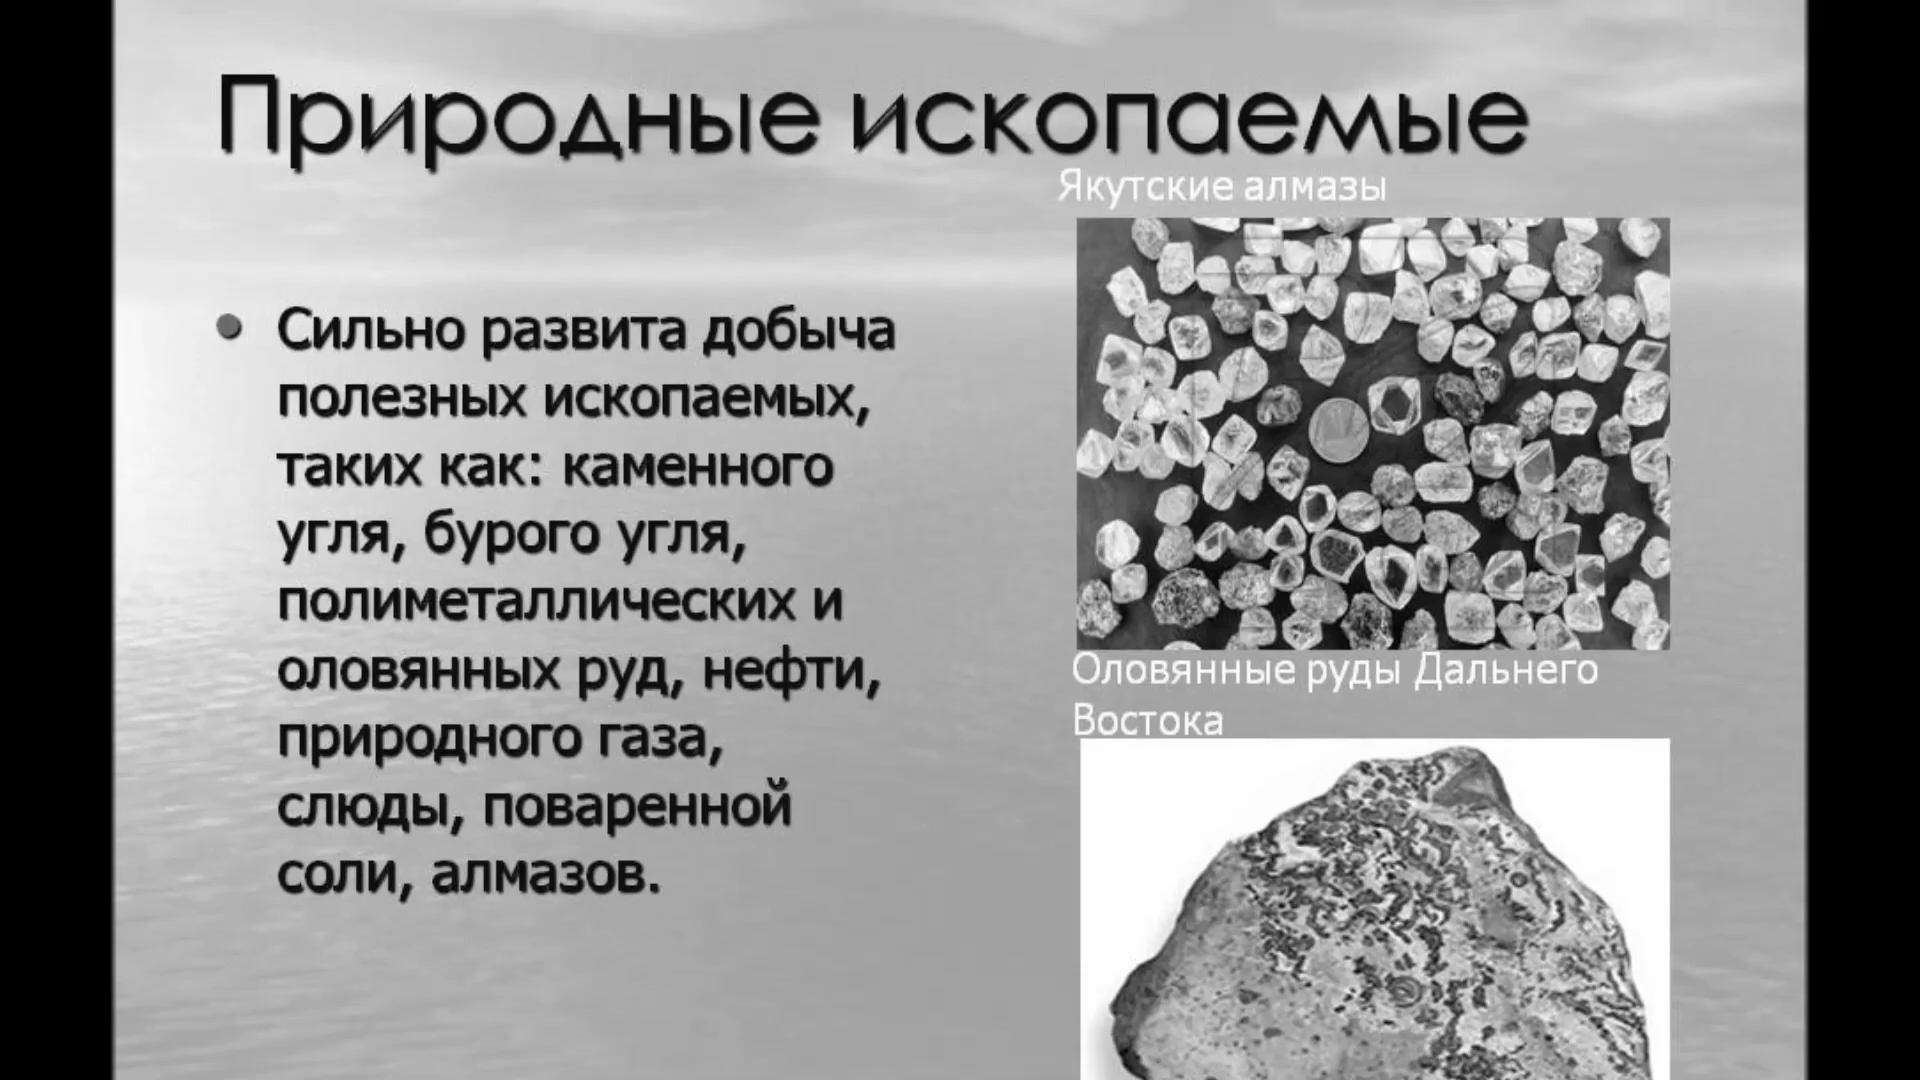 Природные ископаемые
Якутские алмазы
Сильно развита добыча
полезных ископаемых,
таких как: каменного
угля, бурого угля,
полиметаллических и
оловянных руд, нефти,
природного газа,
слюды, поваренной
соли, алмазов.
Оловянные руды Дальнего
Востока